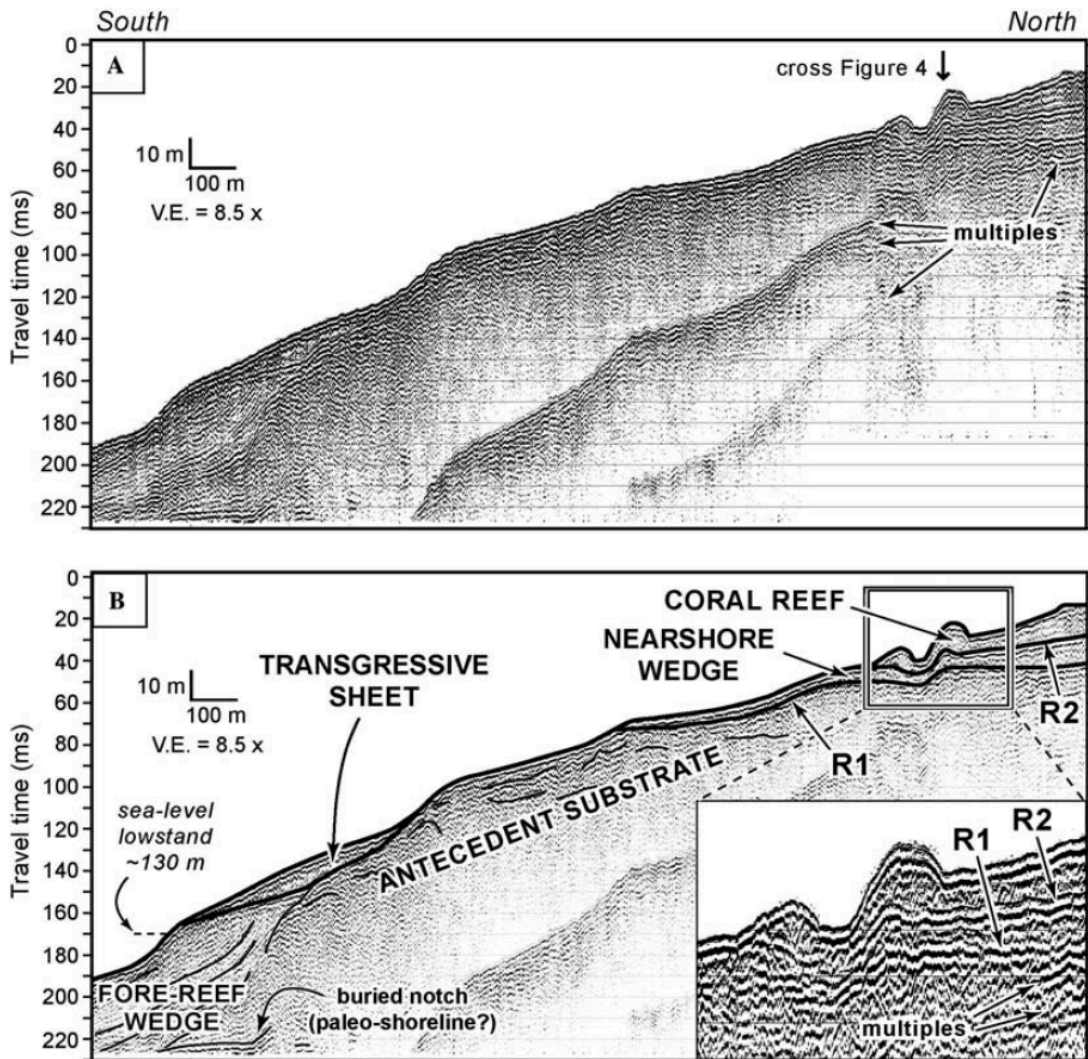 South
North
A
cross Figure 4
10 m
100 m
V.E. = 8.5 x
multiples
Travel time (ms)
0
20
40
60
80
100
120
140
160
180
200
220
B
CORAL REEF
NEARSHORE
WEDGE
TRANSGRESSIVE
SHEET
10 m
100 m
V.E. = 8.5 x
R2
R1
ANTECEDENT SUBSTRATE
sea-level
lowstand
~130 m
FORE-REEF
WEDGE
buried notch
(paleo-shoreline?)
R2
R1
multiples
Travel time (ms)
0
20
40
60
80
100
120
140
160
180
200
220